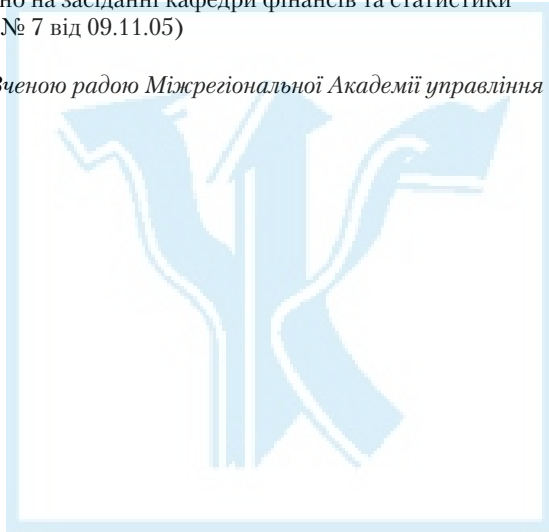 но на засіданні кафедри фінансів та статистики
№ 7 від 09.11.05)
Вченою радою Міжрегіональної Академії управління